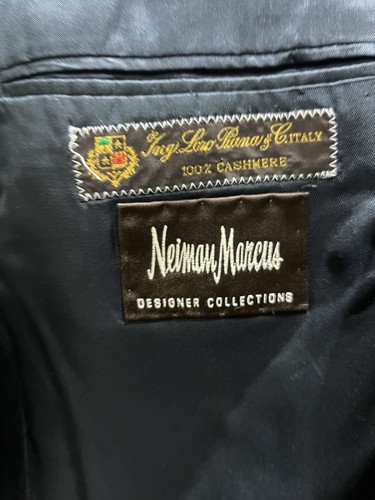 Ing. Loro Piana & C. ITALY
100% CASHMERE
Neiman Marcus
DESIGNER COLLECTIONS